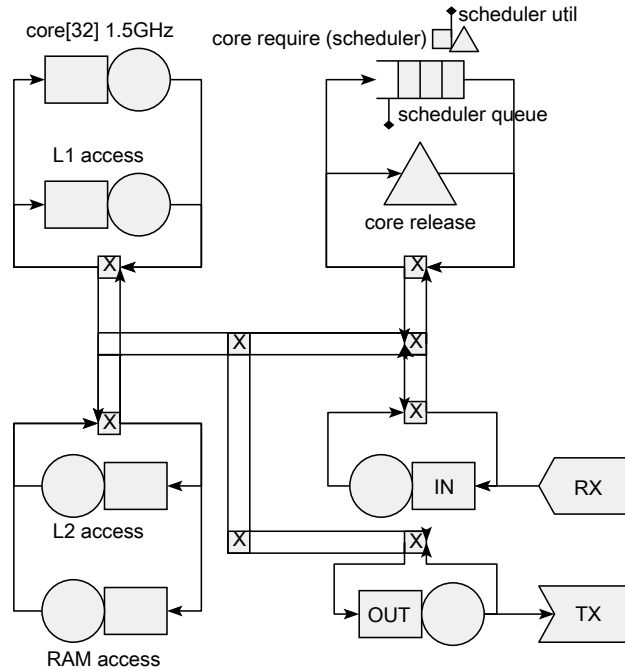 core[32] 1.5GHz
scheduler util
core require (scheduler)
scheduler queue
L1 access
core release
X
X
X
X
X
X
IN
RX
L2 access
X
X
OUT
TX
RAM access